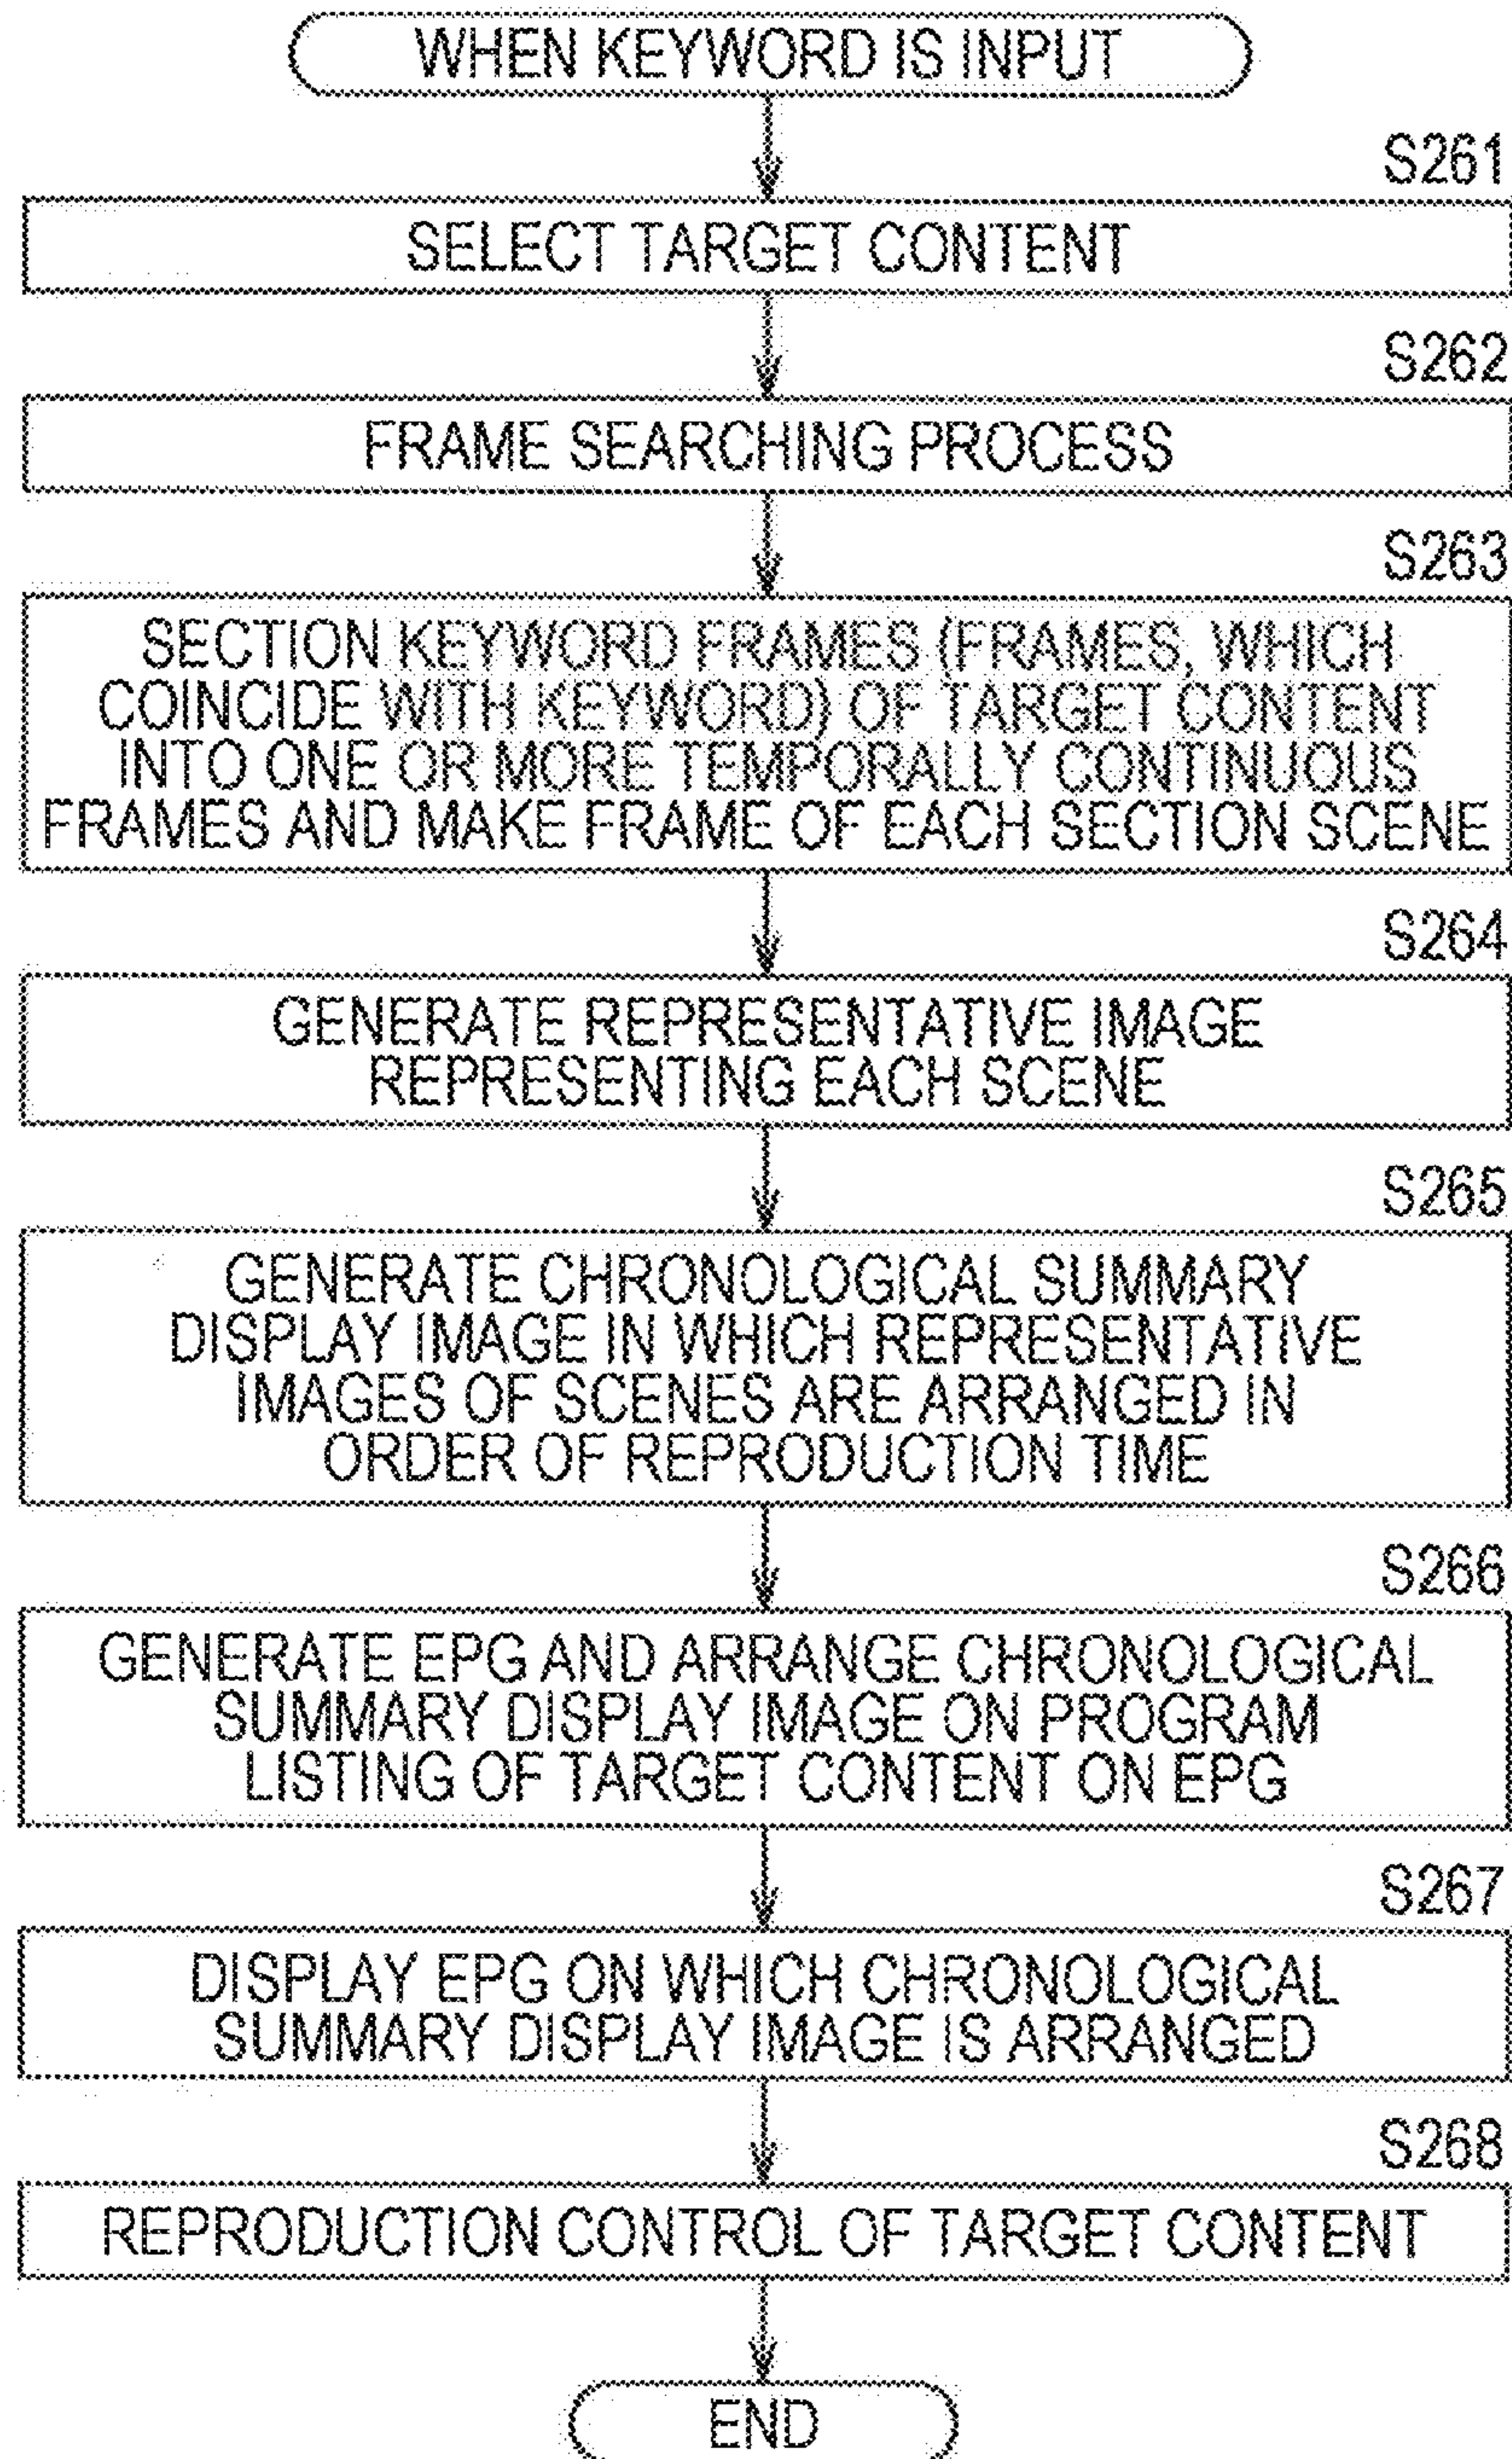 WHEN KEYWORD IS INPUT
S261
SELECT TARGET CONTENT
S262
FRAME SEARCHING PROCESS
S263
SECTION KEYWORD FRAMES (FRAMES, WHICH
COINCIDE WITH KEYWORD) OF TARGET CONTENT
INTO ONE OR MORE TEMPORALLY CONTINUOUS
FRAMES AND MAKE FRAME OF EACH SECTION SCENE
S264
GENERATE REPRESENTATIVE IMAGE
REPRESENTING EACH SCENE
S265
GENERATE CHRONOLOGICAL SUMMARY
DISPLAY IMAGE IN WHICH REPRESENTATIVE
IMAGES OF SCENES ARE ARRANGED IN
ORDER OF REPRODUCTION TIME
S266
GENERATE EPG AND ARRANGE CHRONOLOGICAL
SUMMARY DISPLAY IMAGE ON PROGRAM
LISTING OF TARGET CONTENT ON EPG
S267
DISPLAY EPG ON WHICH CHRONOLOGICAL
SUMMARY DISPLAY IMAGE IS ARRANGED
S268
REPRODUCTION CONTROL OF TARGET CONTENT
END